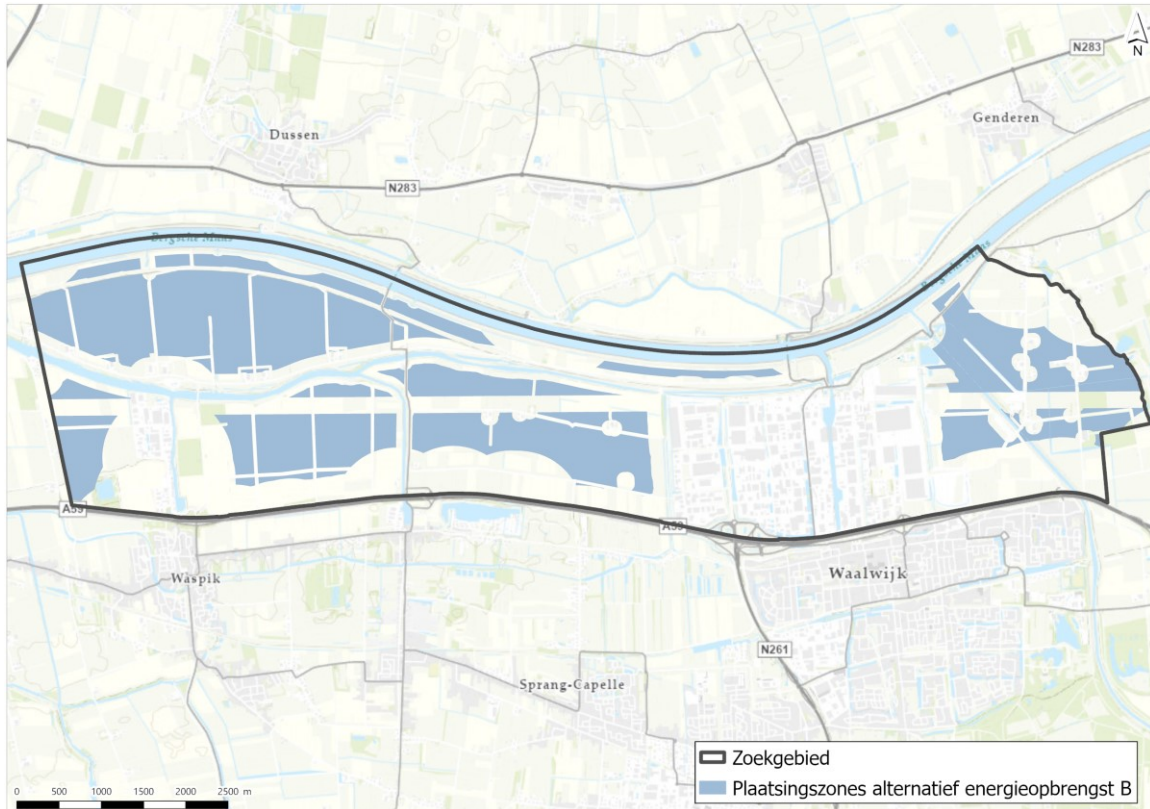 N283
N
N283
Genderen
Dussen
N283
Bergsche Maas
A59
A59
Waspik
Waalwijk
N261
Sprang-Capelle
Zoekgebied
Plaatsingszones alternatief energieopbrengst B
0 500 1000 1500 2000 2500 m